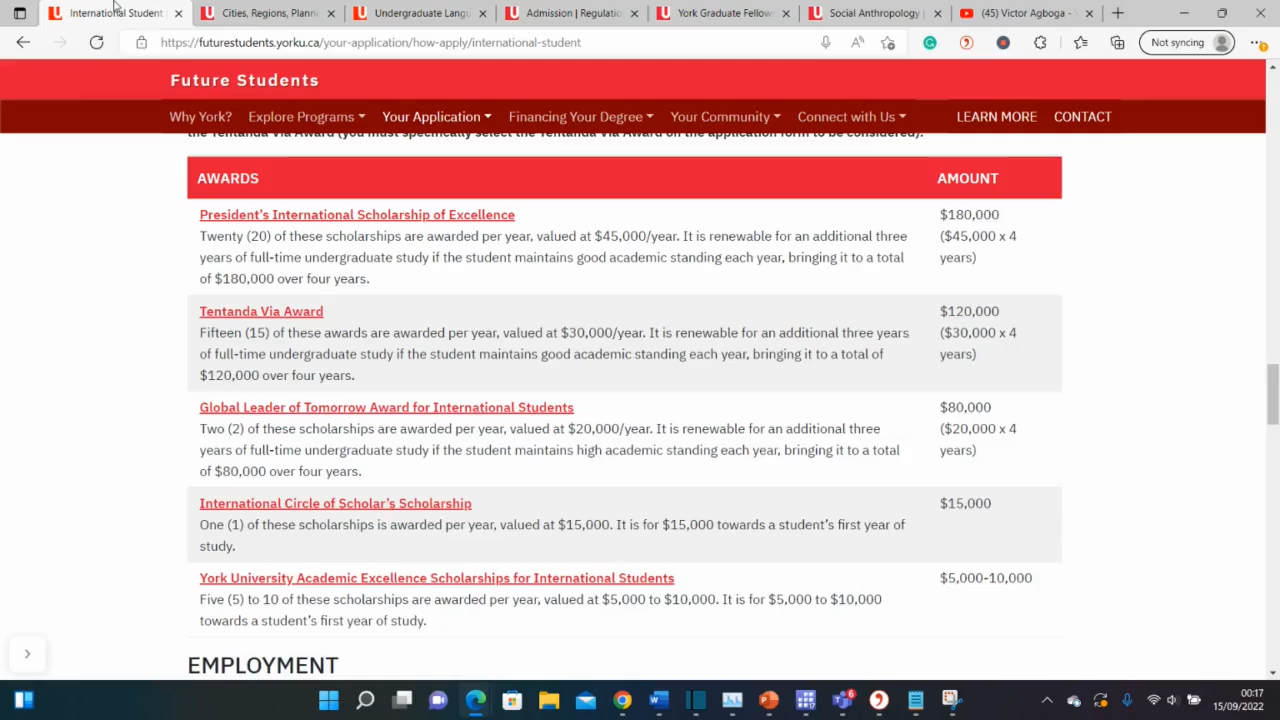 International Student
Cities, Regions, Planni
Undergraduate Langu
Admission | Regulatio
York Graduate Fellow
Social Anthropology |
(45) Victor Agboga -
https://futurestudents.yorku.ca/your-application/how-apply/international-student
Not syncing
Future Students
Why York? Explore Programs Your Application Financing Your Degree Your Community Connect with Us LEARN MORE CONTACT
the Tentanda Via Award (you must specifically select the Tentanda Via Award on the application form to be considered).
AWARDS AMOUNT
President's International Scholarship of Excellence $180,000
Twenty (20) of these scholarships are awarded per year, valued at $45,000/year. It is renewable for an additional three ($45,000 x 4
years of full-time undergraduate study if the student maintains good academic standing each year, bringing it to a total years)
of $180,000 over four years.
Tentanda Via Award $120,000
Fifteen (15) of these awards are awarded per year, valued at $30,000/year. It is renewable for an additional three years ($30,000 x 4
of full-time undergraduate study if the student maintains good academic standing each year, bringing it to a total of years)
$120,000 over four years.
Global Leader of Tomorrow Award for International Students $80,000
Two (2) of these scholarships are awarded per year, valued at $20,000/year. It is renewable for an additional three ($20,000 x 4
years of full-time undergraduate study if the student maintains high academic standing each year, bringing it to a total years)
of $80,000 over four years.
International Circle of Scholar's Scholarship $15,000
One (1) of these scholarships is awarded per year, valued at $15,000. It is for $15,000 towards a student's first year of
study.
York University Academic Excellence Scholarships for International Students $5,000-10,000
Five (5) to 10 of these scholarships are awarded per year, valued at $5,000 to $10,000. It is for $5,000 to $10,000
towards a student's first year of study.
EMPLOYMENT
6
00:17
15/09/2022